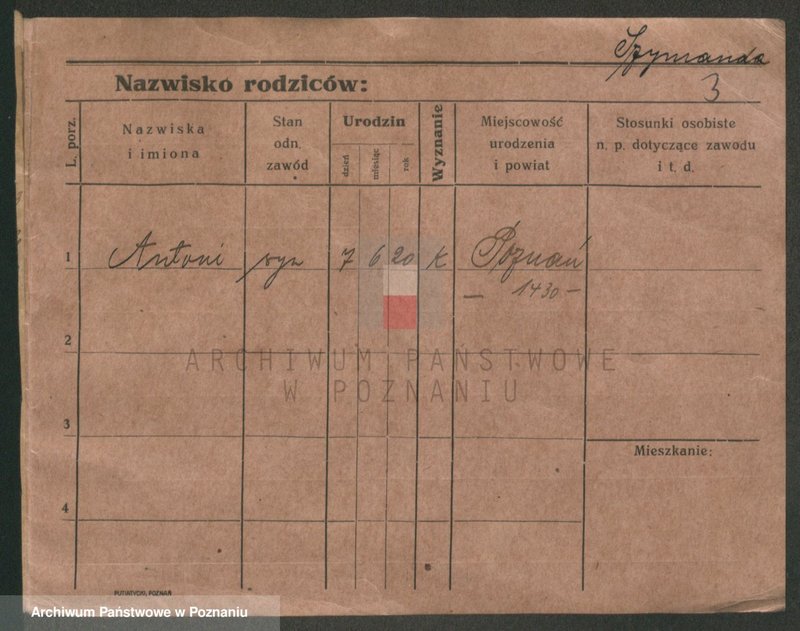 Szymanda
Nazwisko rodziców:
3
L. porz.
Nazwiska
i imiona
Stan
odn.
zawód
Urodzin
dzień
miesiąc
rok
Wyznanie
Miejscowość
urodzenia
i powiat
Stosunki osobiste
n. p. dotyczące zawodu
i t. d.
1 Antoni syn 7 6 20 K Poznań
— 1430 —
2
ARCHIWUM PAŃSTWOWE
W POZNANIU
3
Mieszkanie:
4
PUTIATYCKI, POZNAŃ
Archiwum Państwowe w Poznaniu